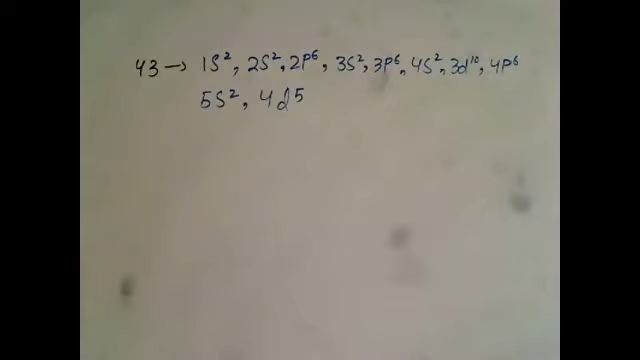 43 → 1S², 2S², 2P⁶, 3S², 3P⁶, 4S², 3d¹⁰, 4P⁶
5S², 4d5